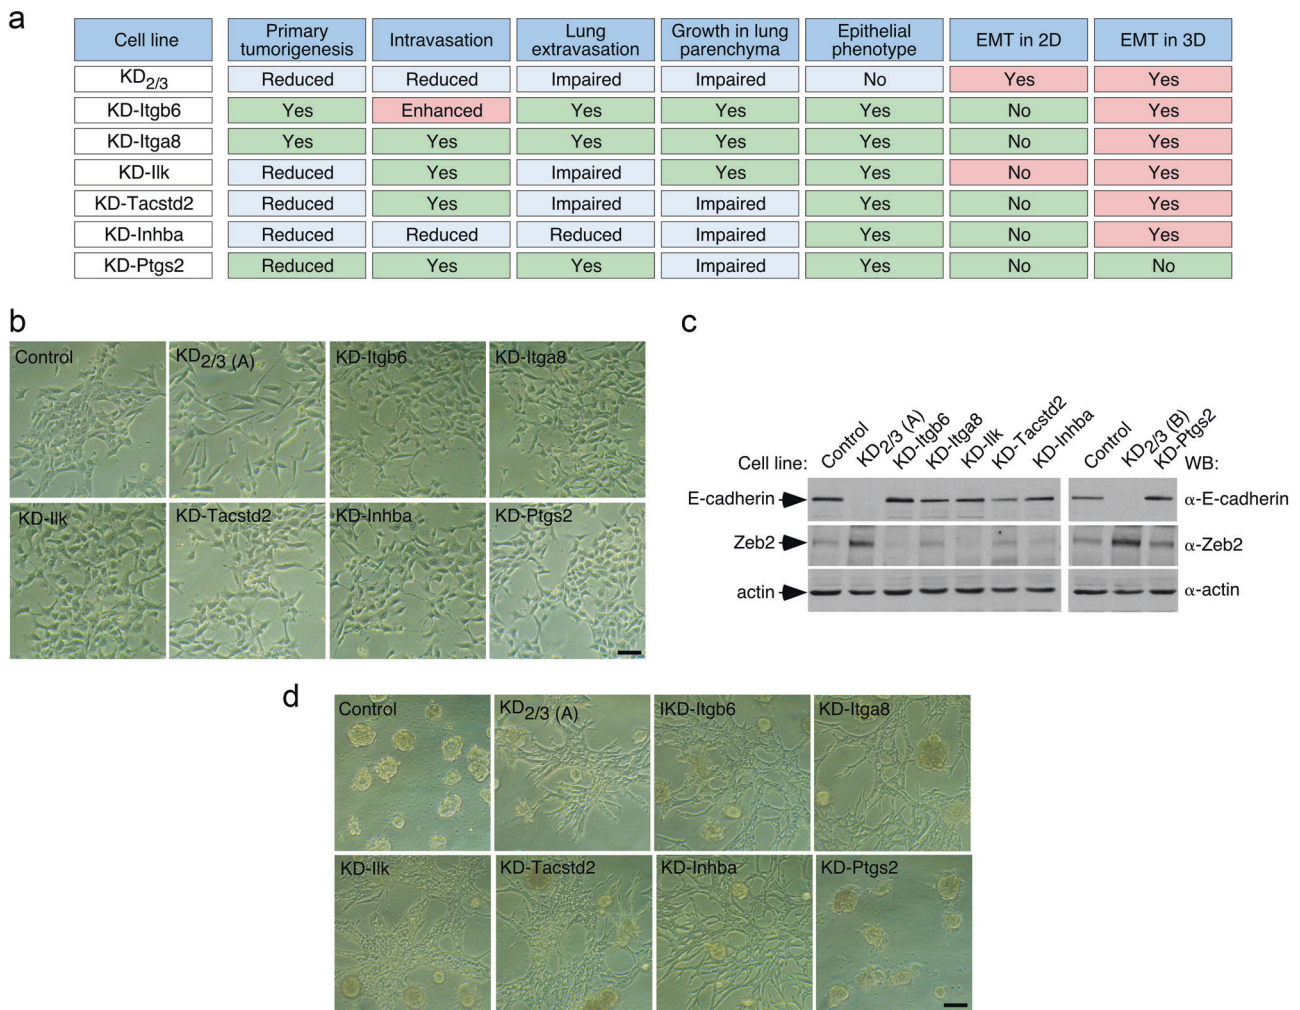 a
Cell line Primary tumorigenesis Intravasation Lung extravasation Growth in lung parenchyma Epithelial phenotype EMT in 2D EMT in 3D
KD2/3 Reduced Reduced Impaired Impaired No Yes Yes
KD-Itgb6 Yes Enhanced Yes Yes Yes No Yes
KD-Itga8 Yes Yes Yes Yes Yes No Yes
KD-Ilk Reduced Yes Impaired Yes Yes No Yes
KD-Tacstd2 Reduced Yes Impaired Impaired Yes No Yes
KD-Inhba Reduced Reduced Reduced Impaired Yes No Yes
KD-Ptgs2 Reduced Yes Yes Impaired Yes No No
b
Control KD2/3 (A) KD-Itgb6 KD-Itga8
KD-Ilk KD-Tacstd2 KD-Inhba KD-Ptgs2
c
Cell line: Control KD2/3 (A) KD-Itgb6 KD-Itga8 KD-Ilk KD-Tacstd2 KD-Inhba Control KD2/3 (B) KD-Ptgs2 WB:
E-cadherin α-E-cadherin
Zeb2 α-Zeb2
actin α-actin
d
Control KD2/3 (A) IKD-Itgb6 KD-Itga8
KD-Ilk KD-Tacstd2 KD-Inhba KD-Ptgs2